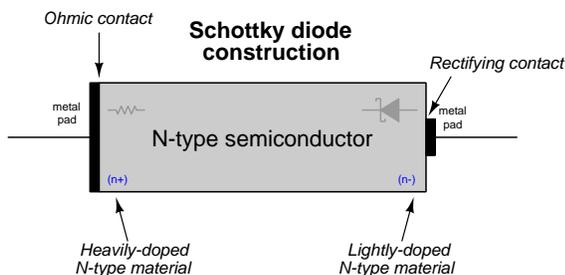 Ohmic contact
Schottky diode
construction
Rectifying contact
metal
pad
metal
pad
N-type semiconductor
(n+)
(n-)
Heavily-doped
N-type material
Lightly-doped
N-type material